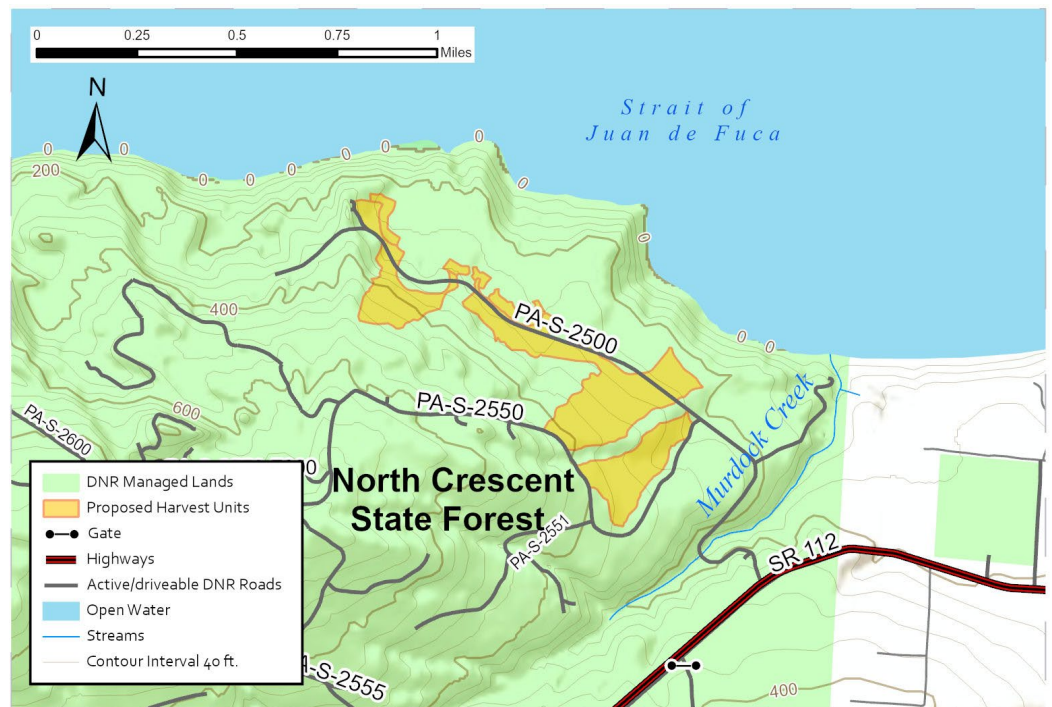 0 0.25 0.5 0.75 1
Miles
N
Strait of
Juan de Fuca
0
0
0
0
0
0
0
0
0
0
200
0
0
0
0
400
PA-S-2500
600
PA-S-2550
PA-S-2600
Murdock Creek
North Crescent
State Forest
PA-S-2551
SR 112
A-S-2555
400
DNR Managed Lands
Proposed Harvest Units
Gate
Highways
Active/driveable DNR Roads
Open Water
Streams
Contour Interval 40 ft.